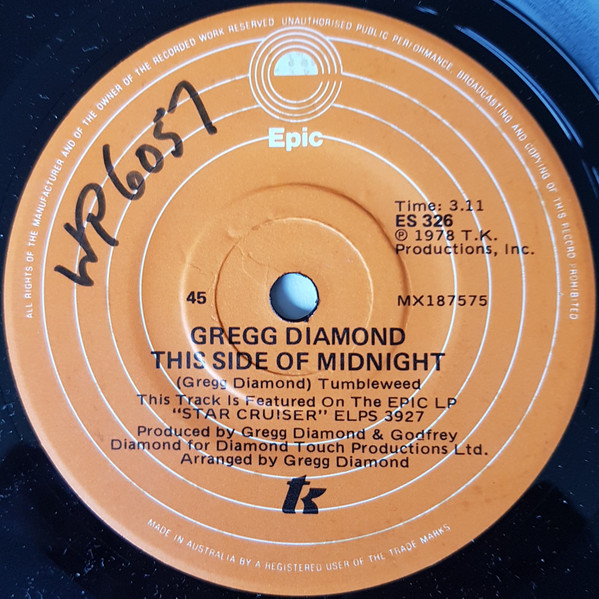 ALL RIGHTS OF THE MANUFACTURER AND OF THE OWNER OF THE RECORDED WORK RESERVED. UNAUTHORISED PUBLIC PERFORMANCE, BROADCASTING AND COPYING OF THIS RECORD PROHIBITED
Epic
WP6057
Time: 3.11
ES 326
Ⓟ 1978 T.K.
Productions, Inc.
45
MX187575
GREGG DIAMOND
THIS SIDE OF MIDNIGHT
(Gregg Diamond) Tumbleweed
This Track Is Featured On The EPIC LP
"STAR CRUISER" ELPS 3927
Produced by Gregg Diamond & Godfrey
Diamond for Diamond Touch Productions Ltd.
Arranged by Gregg Diamond
tk
MADE IN AUSTRALIA BY A REGISTERED USER OF THE TRADE MARKS